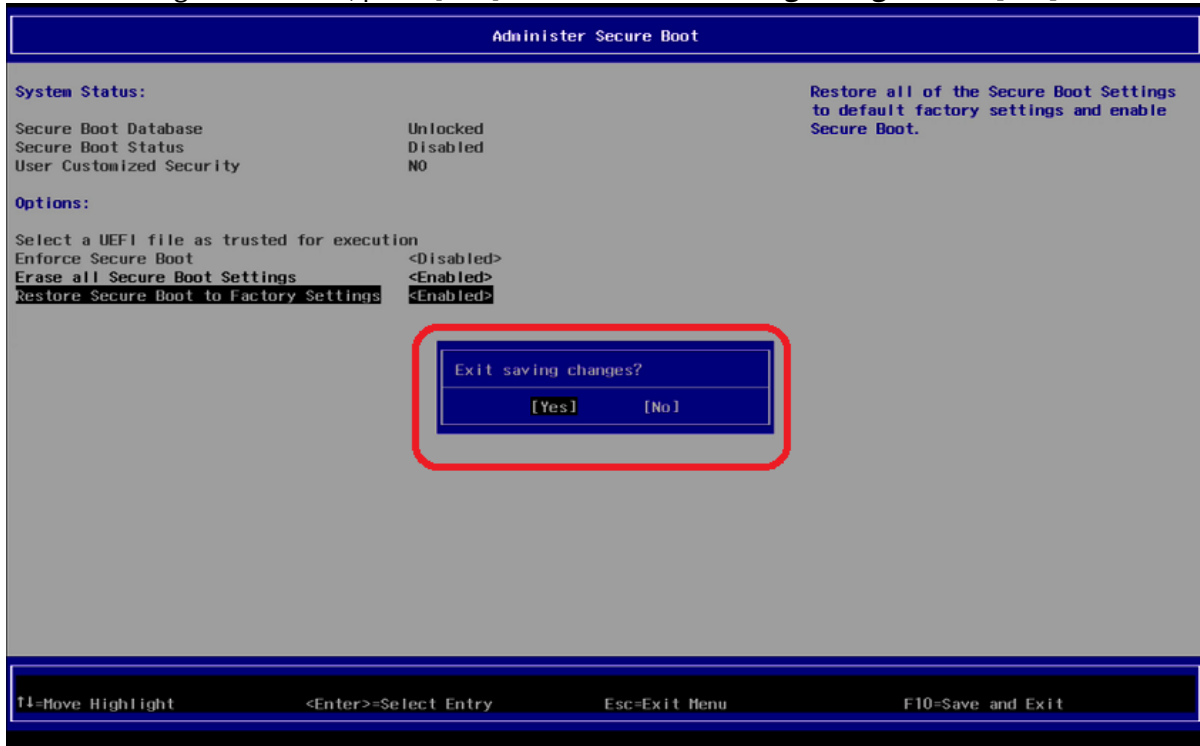 Administer Secure Boot
System Status:
Secure Boot Database Unlocked
Secure Boot Status Disabled
User Customized Security NO
Options:
Select a UEFI file as trusted for execution
Enforce Secure Boot <Disabled>
Erase all Secure Boot Settings <Enabled>
Restore Secure Boot to Factory Settings <Enabled>
Restore all of the Secure Boot Settings
to default factory settings and enable
Secure Boot.
Exit saving changes?
[Yes] [No]
↑↓=Move Highlight <Enter>=Select Entry Esc=Exit Menu F10=Save and Exit